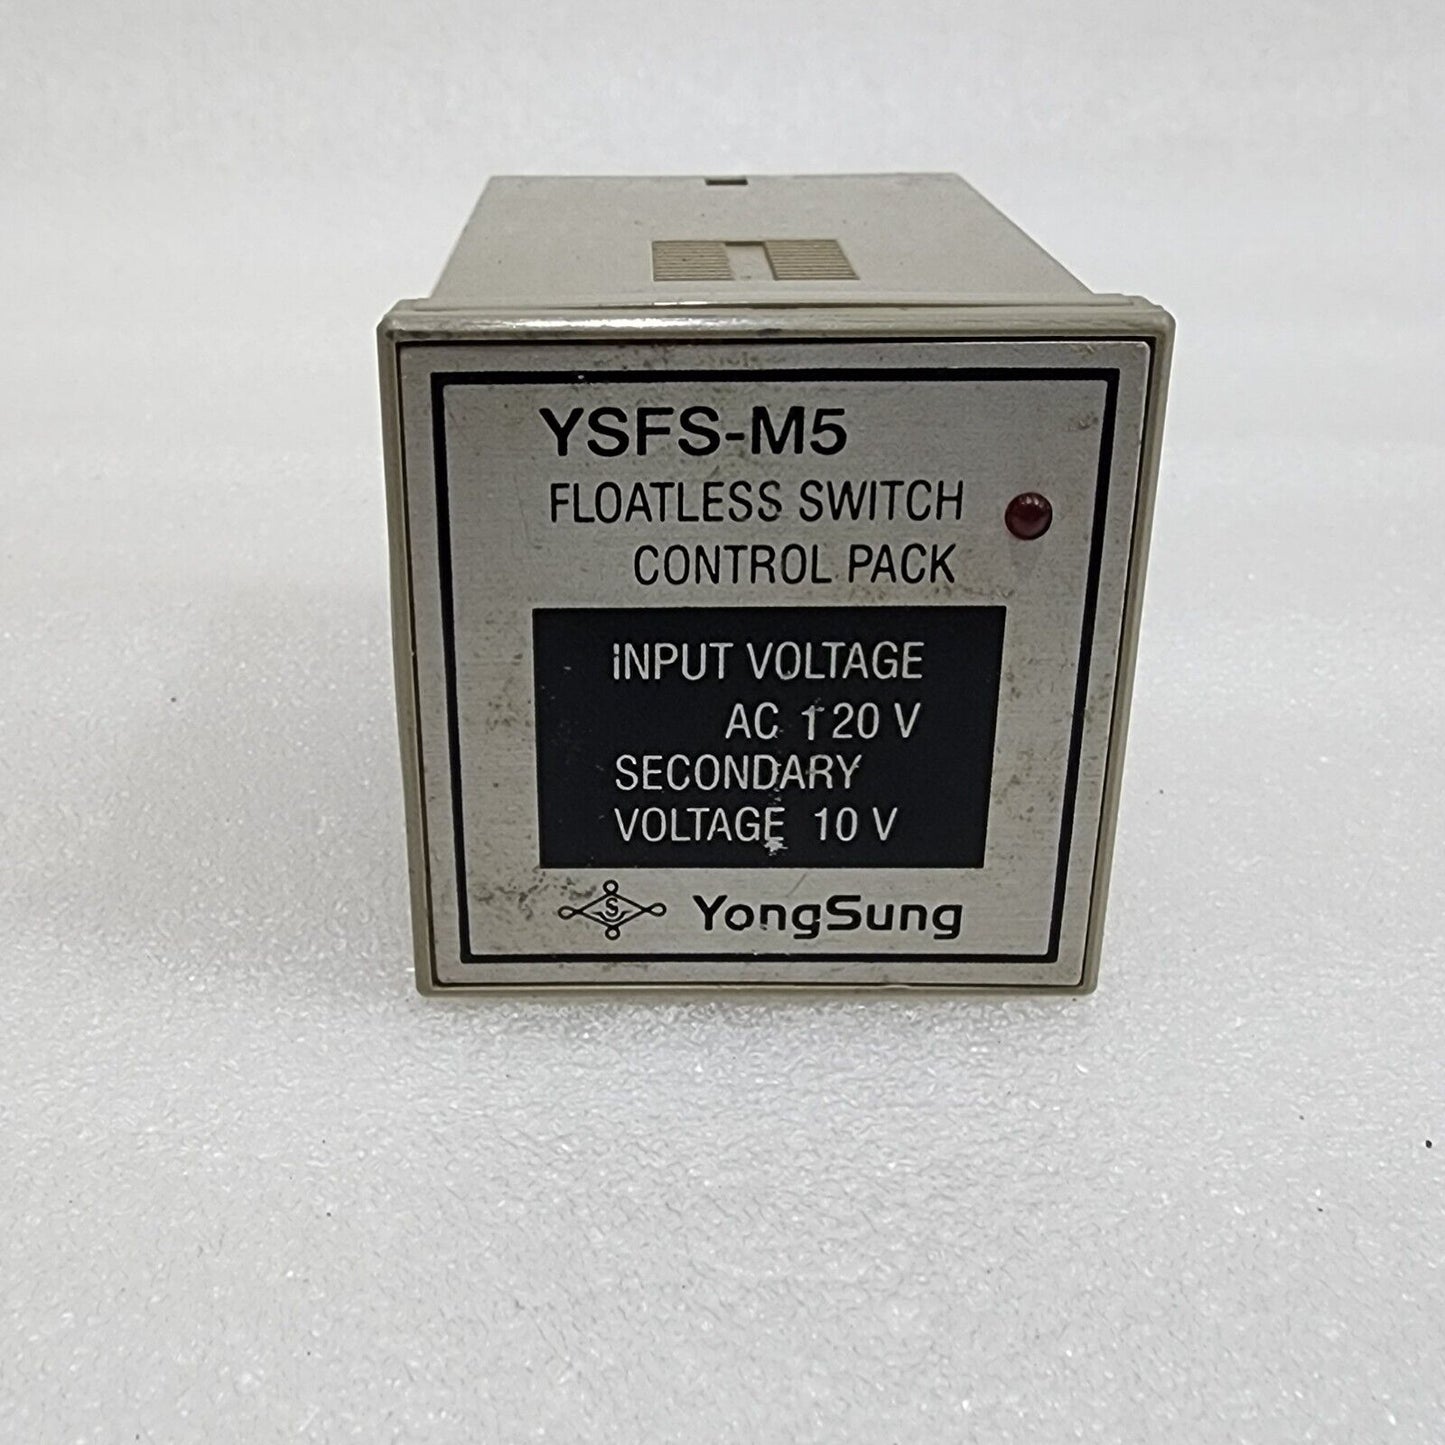 YSFS-M5
FLOATLESS SWITCH
CONTROL PACK
iNPUT VOLTAGE
AC 120 V
SECONDARY
VOLTAGE 10 V
S YongSung